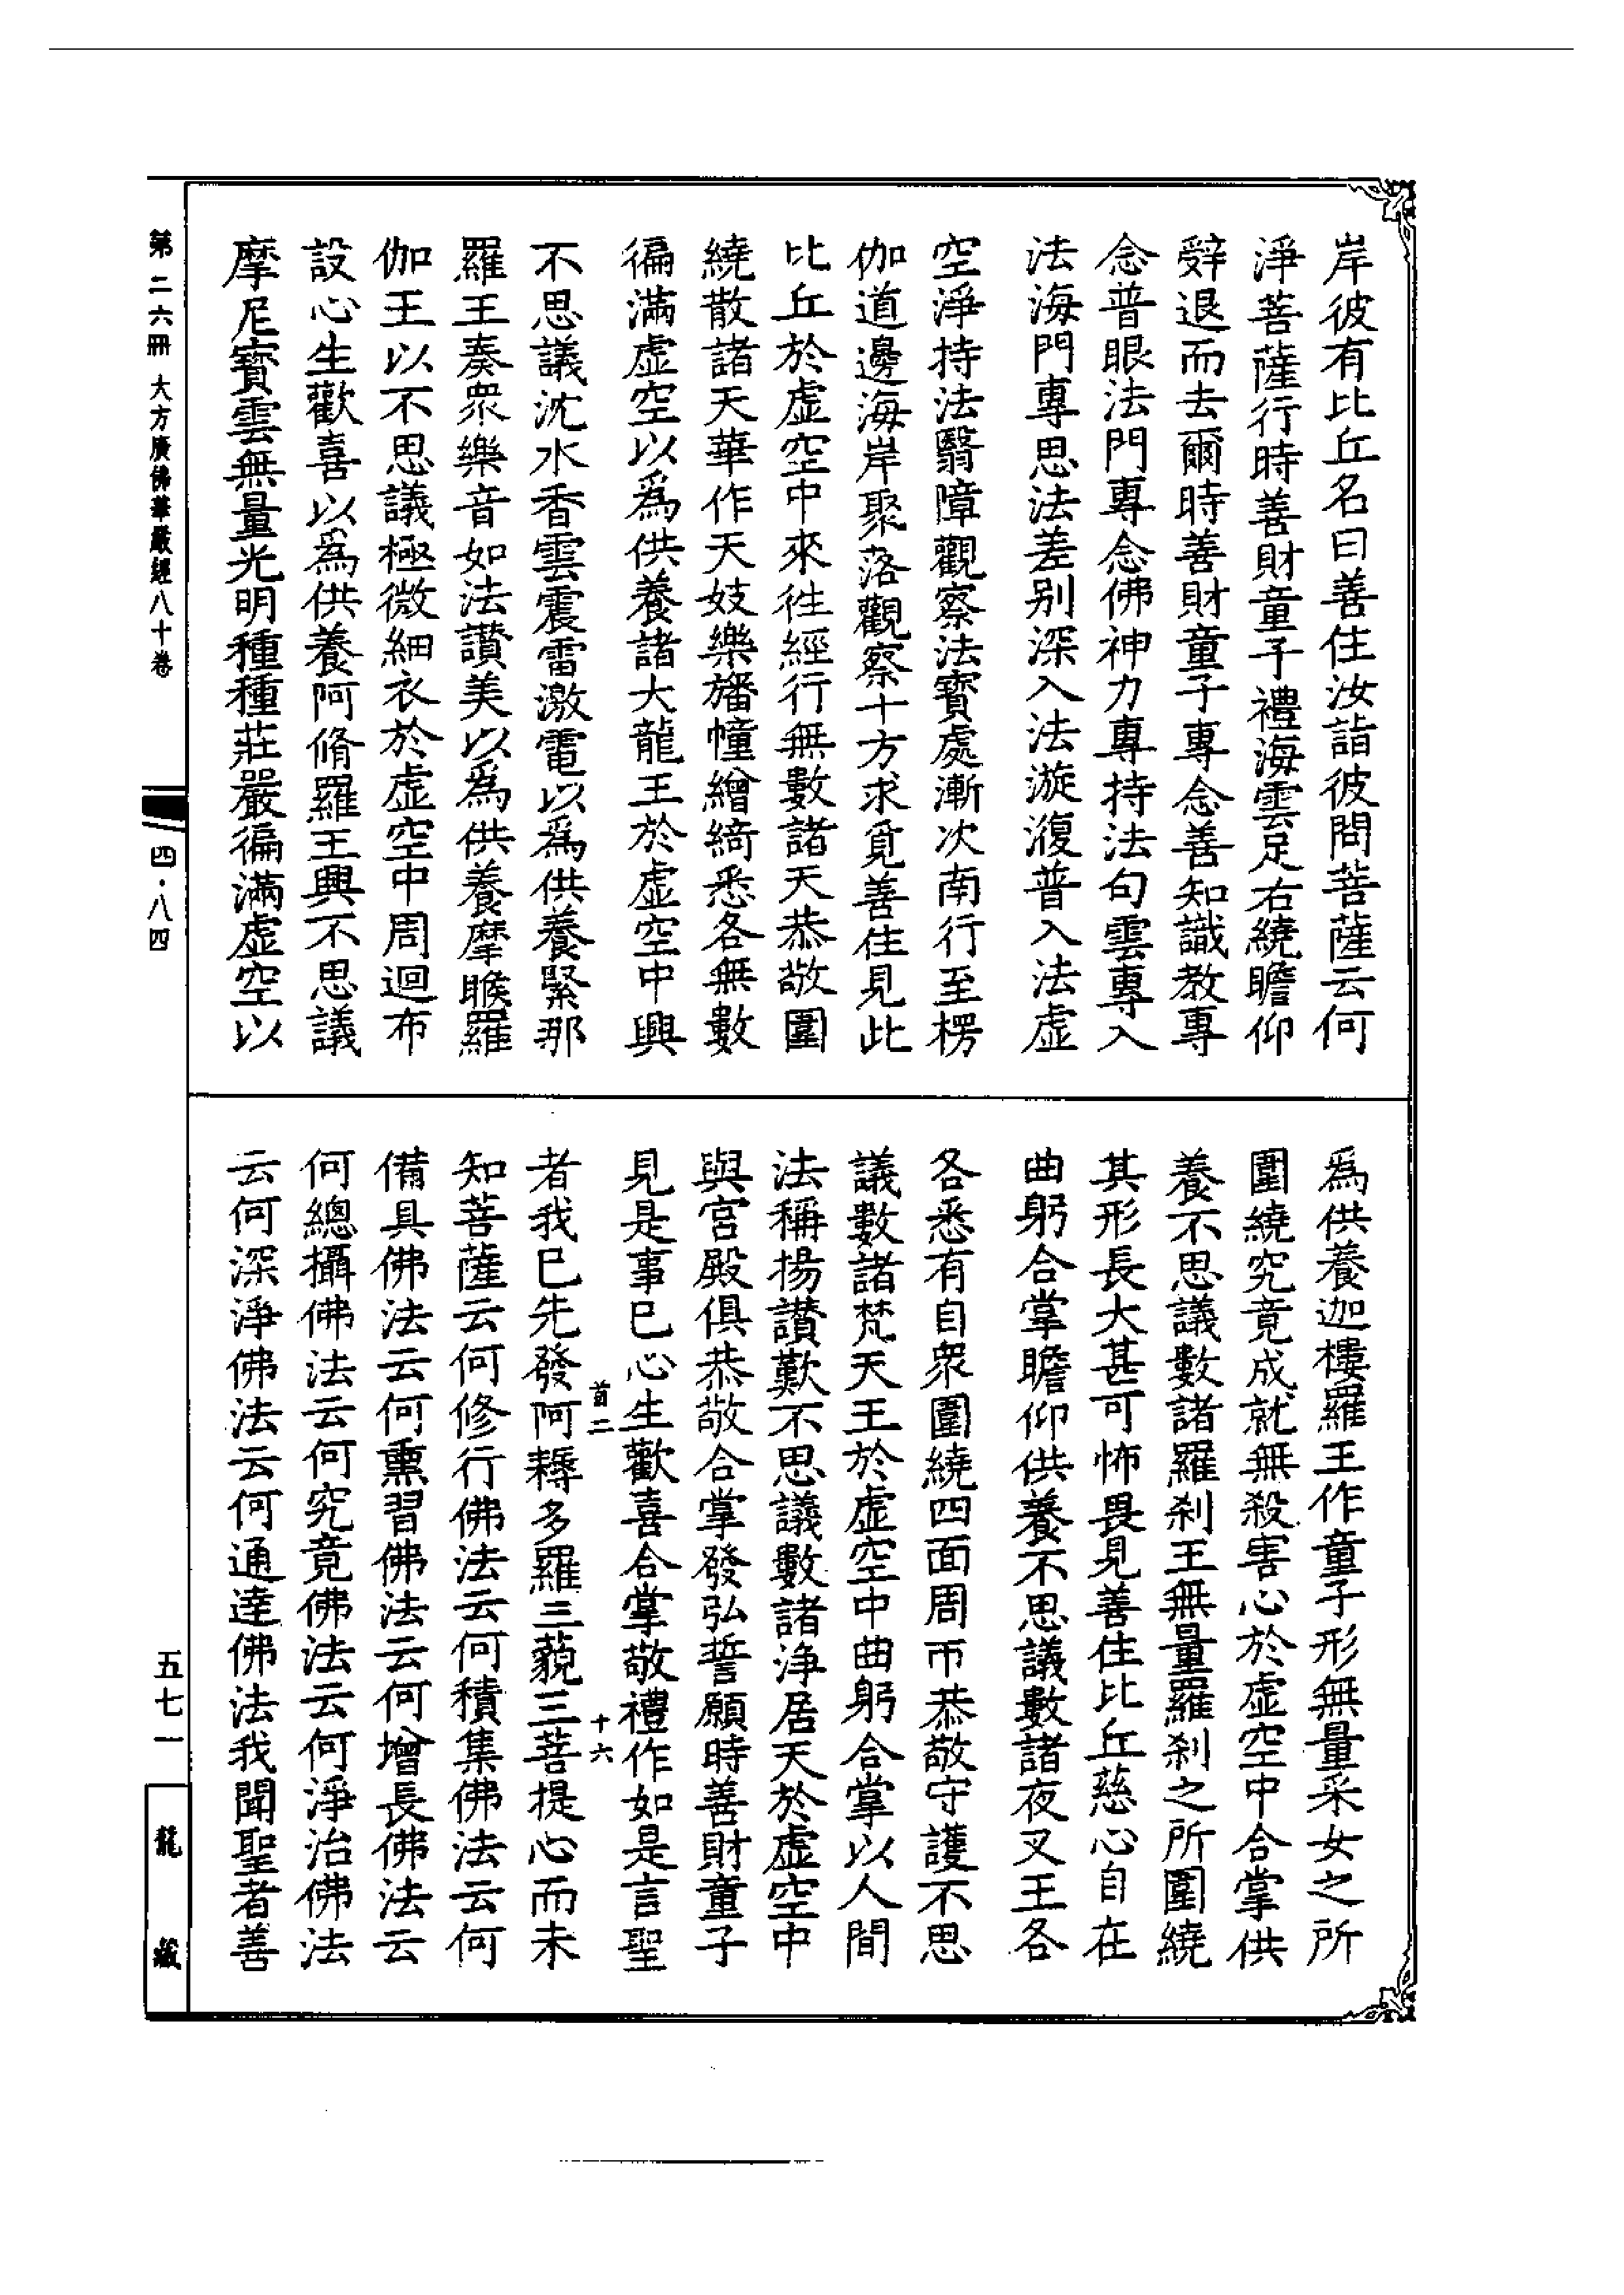 岸彼有比丘名曰善住汝詣彼問菩薩云何
淨菩薩行時善財童子禮海雲足右繞瞻仰
辭退而去爾時善財童子專念善知識教專
念普眼法門專念佛神力專持法句雲專入
法海門專思法差别深入法漩澓普入法虛
空淨持法翳障觀察法寶處漸次南行至楞
伽道邊海岸聚落觀察十方求覓善住見此
比丘於虛空中來往經行無數諸天恭敬圍
繞散諸天華作天妓樂旛幢繒綺悉各無數
徧滿虛空以為供養諸大龍王於虛空中興
不思議沈水香雲震雷激電以為供養緊那
羅王奏眾樂音如法讚美以為供養摩睺羅
伽王以不思議極微細衣於虛空中周迴布
設心生歡喜以為供養阿脩羅王興不思議
摩尼寶雲無量光明種種莊嚴徧滿虛空以
為供養迦樓羅王作童子形無量采女之所
圍繞究竟成就無殺害心於虛空中合掌供
養不思議數諸羅剎王無量羅剎之所圍繞
其形長大甚可怖畏見善住比丘慈心自在
曲躬合掌瞻仰供養不思議數諸夜叉王各
各悉有自眾圍繞四面周帀恭敬守護不思
議數諸梵天王於虛空中曲躬合掌以人間
法稱揚讚歎不思議數諸淨居天於虛空中
與宮殿俱恭敬合掌發弘誓願時善財童子
見是事已心生歡喜合掌敬禮作如是言聖
首二 十六
者我已先發阿耨多羅三藐三菩提心而未
知菩薩云何修行佛法云何積集佛法云何
備具佛法云何熏習佛法云何增長佛法云
何總攝佛法云何究竟佛法云何淨治佛法
云何深淨佛法云何通達佛法我聞聖者善
第二六冊 大方廣佛華嚴經八十卷
四·八四
五七一
龍藏